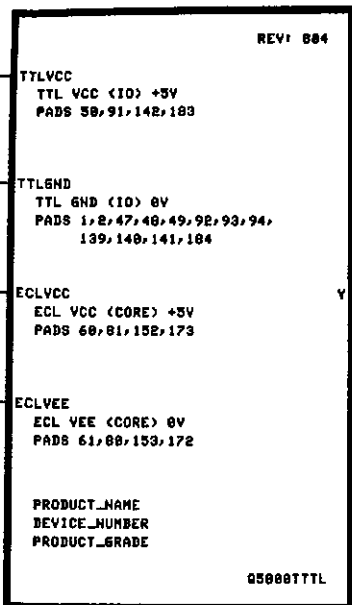 REV: B04
TTLVCC
TTL VCC (IO) +5V
PADS 50,91,142,183
TTLGND
TTL GND (IO) 0V
PADS 1,2,47,48,49,92,93,94,
139,140,141,184
ECLVCC
Y
ECL VCC (CORE) +5V
PADS 60,81,152,173
ECLVEE
ECL VEE (CORE) 0V
PADS 61,80,153,172
PRODUCT_NAME
DEVICE_NUMBER
PRODUCT_GRADE
Q5000TTTL